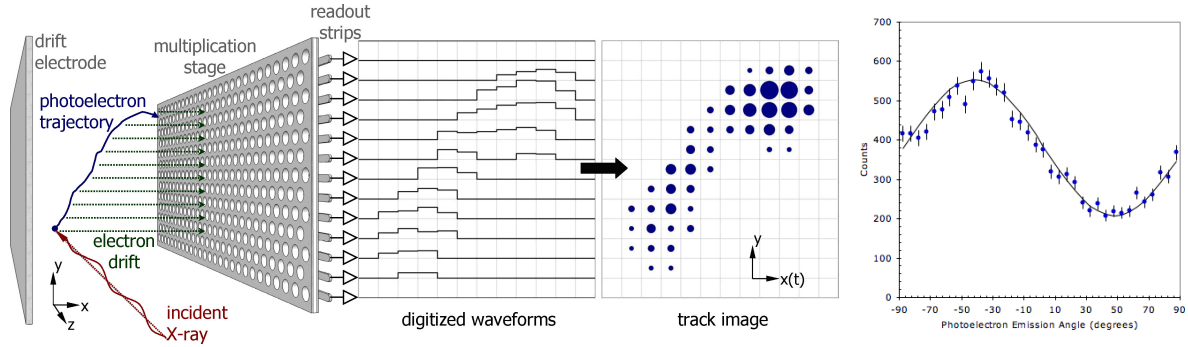 drift
electrode
multiplication
stage
readout
strips
photoelectron
trajectory
electron
drift
incident
X-ray
y
x
z
digitized waveforms
y
x(t)
track image
700
600
500
400
300
200
100
0
Counts
-90 -70 -50 -30 -10 10 30 50 70 90
Photoelectron Emission Angle (degrees)